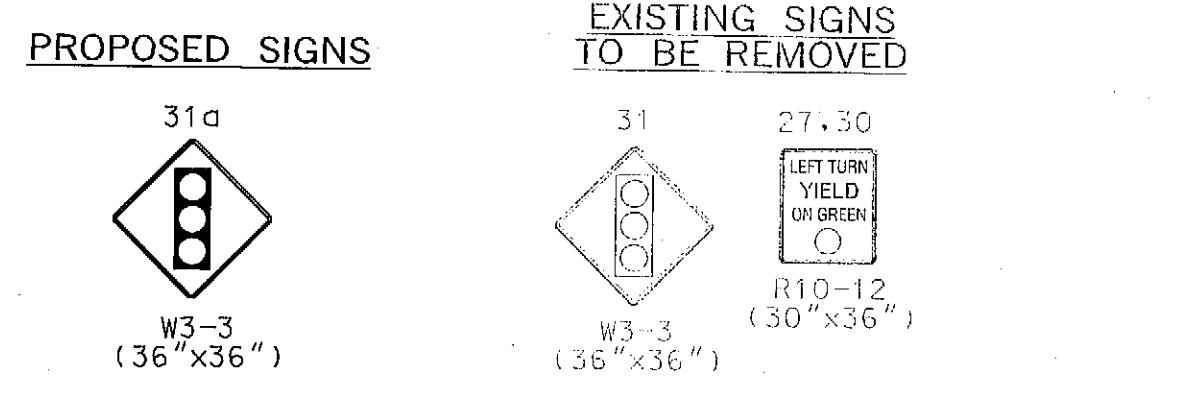 PROPOSED SIGNS
31a
W3-3
(36"x36")
EXISTING SIGNS
TO BE REMOVED
31
W3-3
(36"x36")
27,30
LEFT TURN
YIELD
ON GREEN
R10-12
(30"x36")